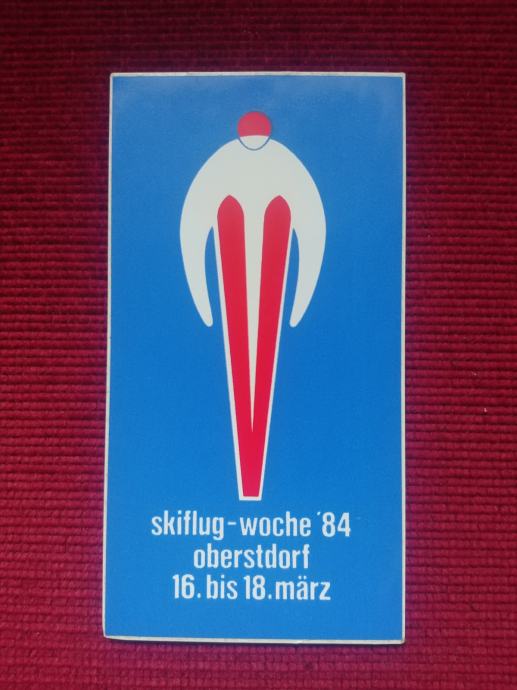 skiflug-woche '84
oberstdorf
16. bis 18. märz